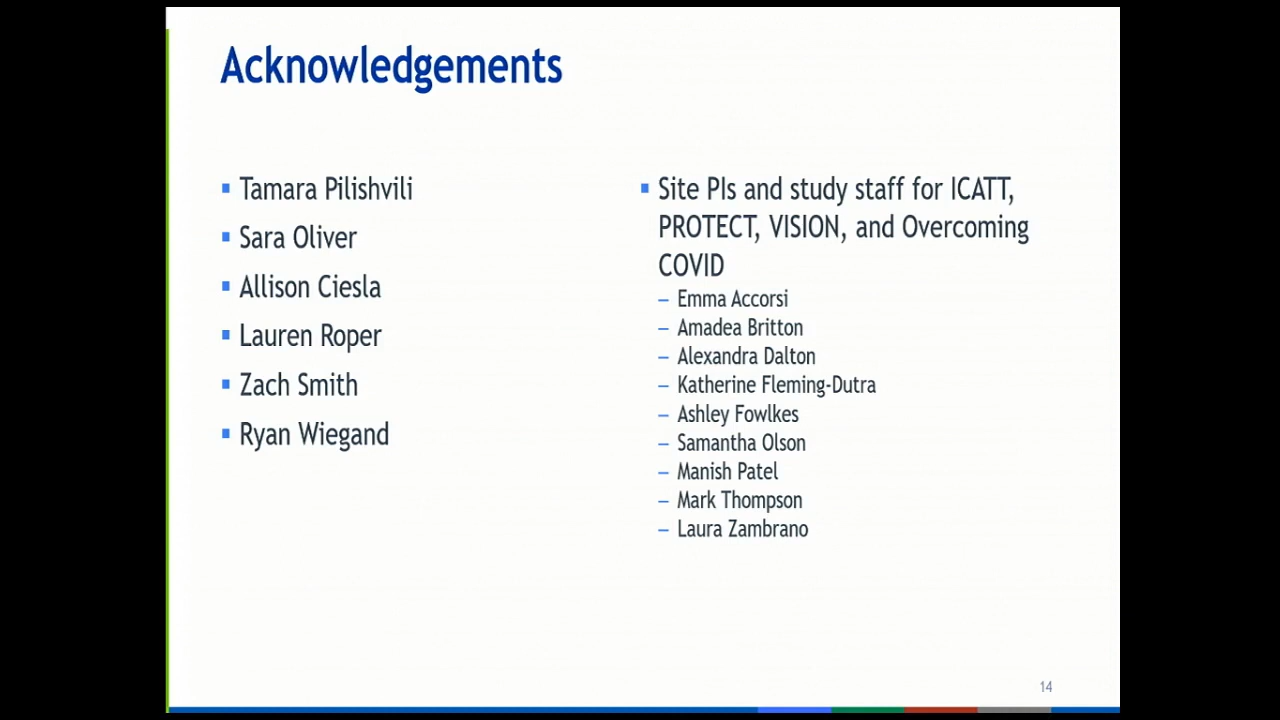 Acknowledgements
Tamara Pilishvili
Sara Oliver
Allison Ciesla
Lauren Roper
Zach Smith
Ryan Wiegand
Site PIs and study staff for ICATT,
PROTECT, VISION, and Overcoming
COVID
– Emma Accorsi
– Amadea Britton
– Alexandra Dalton
– Katherine Fleming-Dutra
– Ashley Fowlkes
– Samantha Olson
– Manish Patel
– Mark Thompson
– Laura Zambrano
14